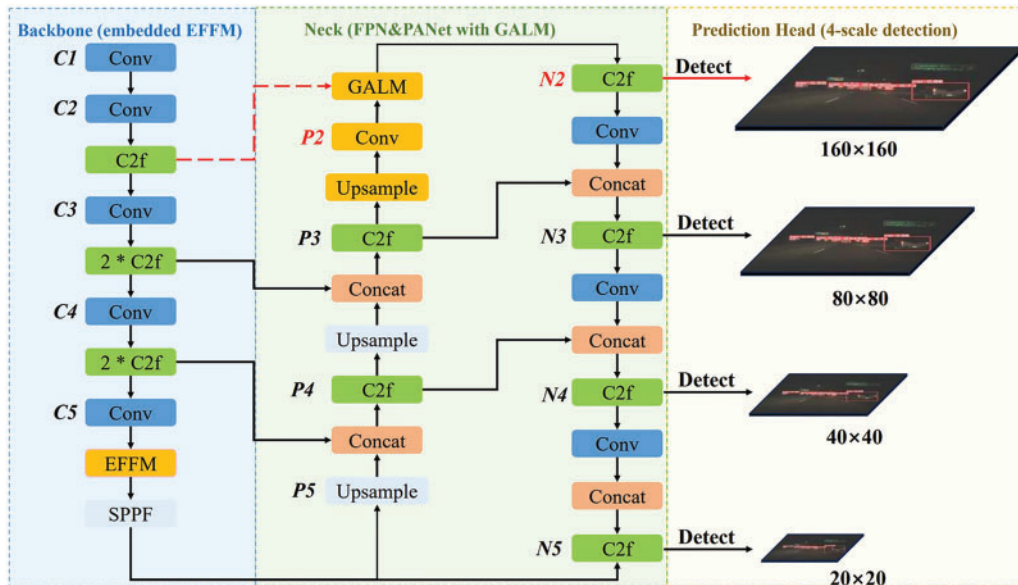 Backbone (embedded EFFM)
C1
Conv
C2
Conv
C2f
C3
Conv
2 * C2f
C4
Conv
2 * C2f
C5
Conv
EFFM
SPPF
Neck (FPN&PANet with GALM)
GALM
P2
Conv
Upsample
P3
C2f
Concat
Upsample
P4
C2f
Concat
P5
Upsample
N2
C2f
Conv
Concat
N3
C2f
Conv
Concat
N4
C2f
Conv
Concat
N5
C2f
Prediction Head (4-scale detection)
Detect
160×160
Detect
80×80
Detect
40×40
Detect
20×20